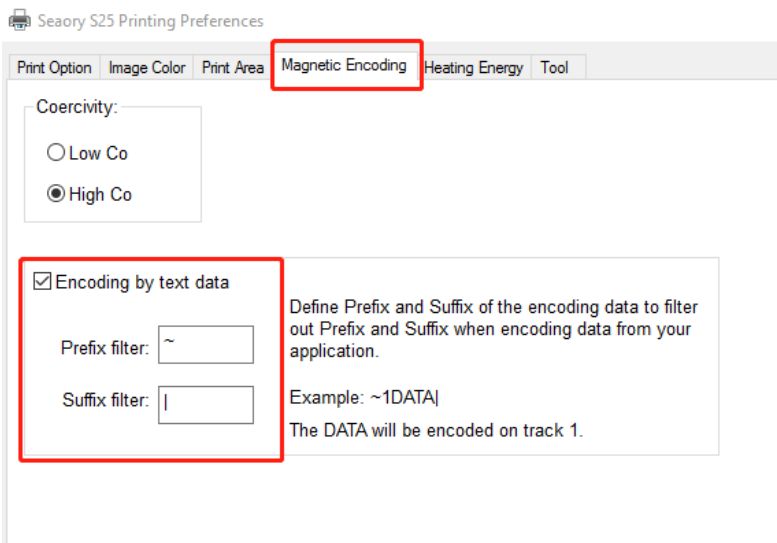 Seaory S25 Printing Preferences
Print Option Image Color Print Area Magnetic Encoding Heating Energy Tool
Coercivity:
Low Co
High Co
Encoding by text data
Prefix filter: ~
Suffix filter: |
Define Prefix and Suffix of the encoding data to filter
out Prefix and Suffix when encoding data from your
application.
Example: ~1DATA|
The DATA will be encoded on track 1.